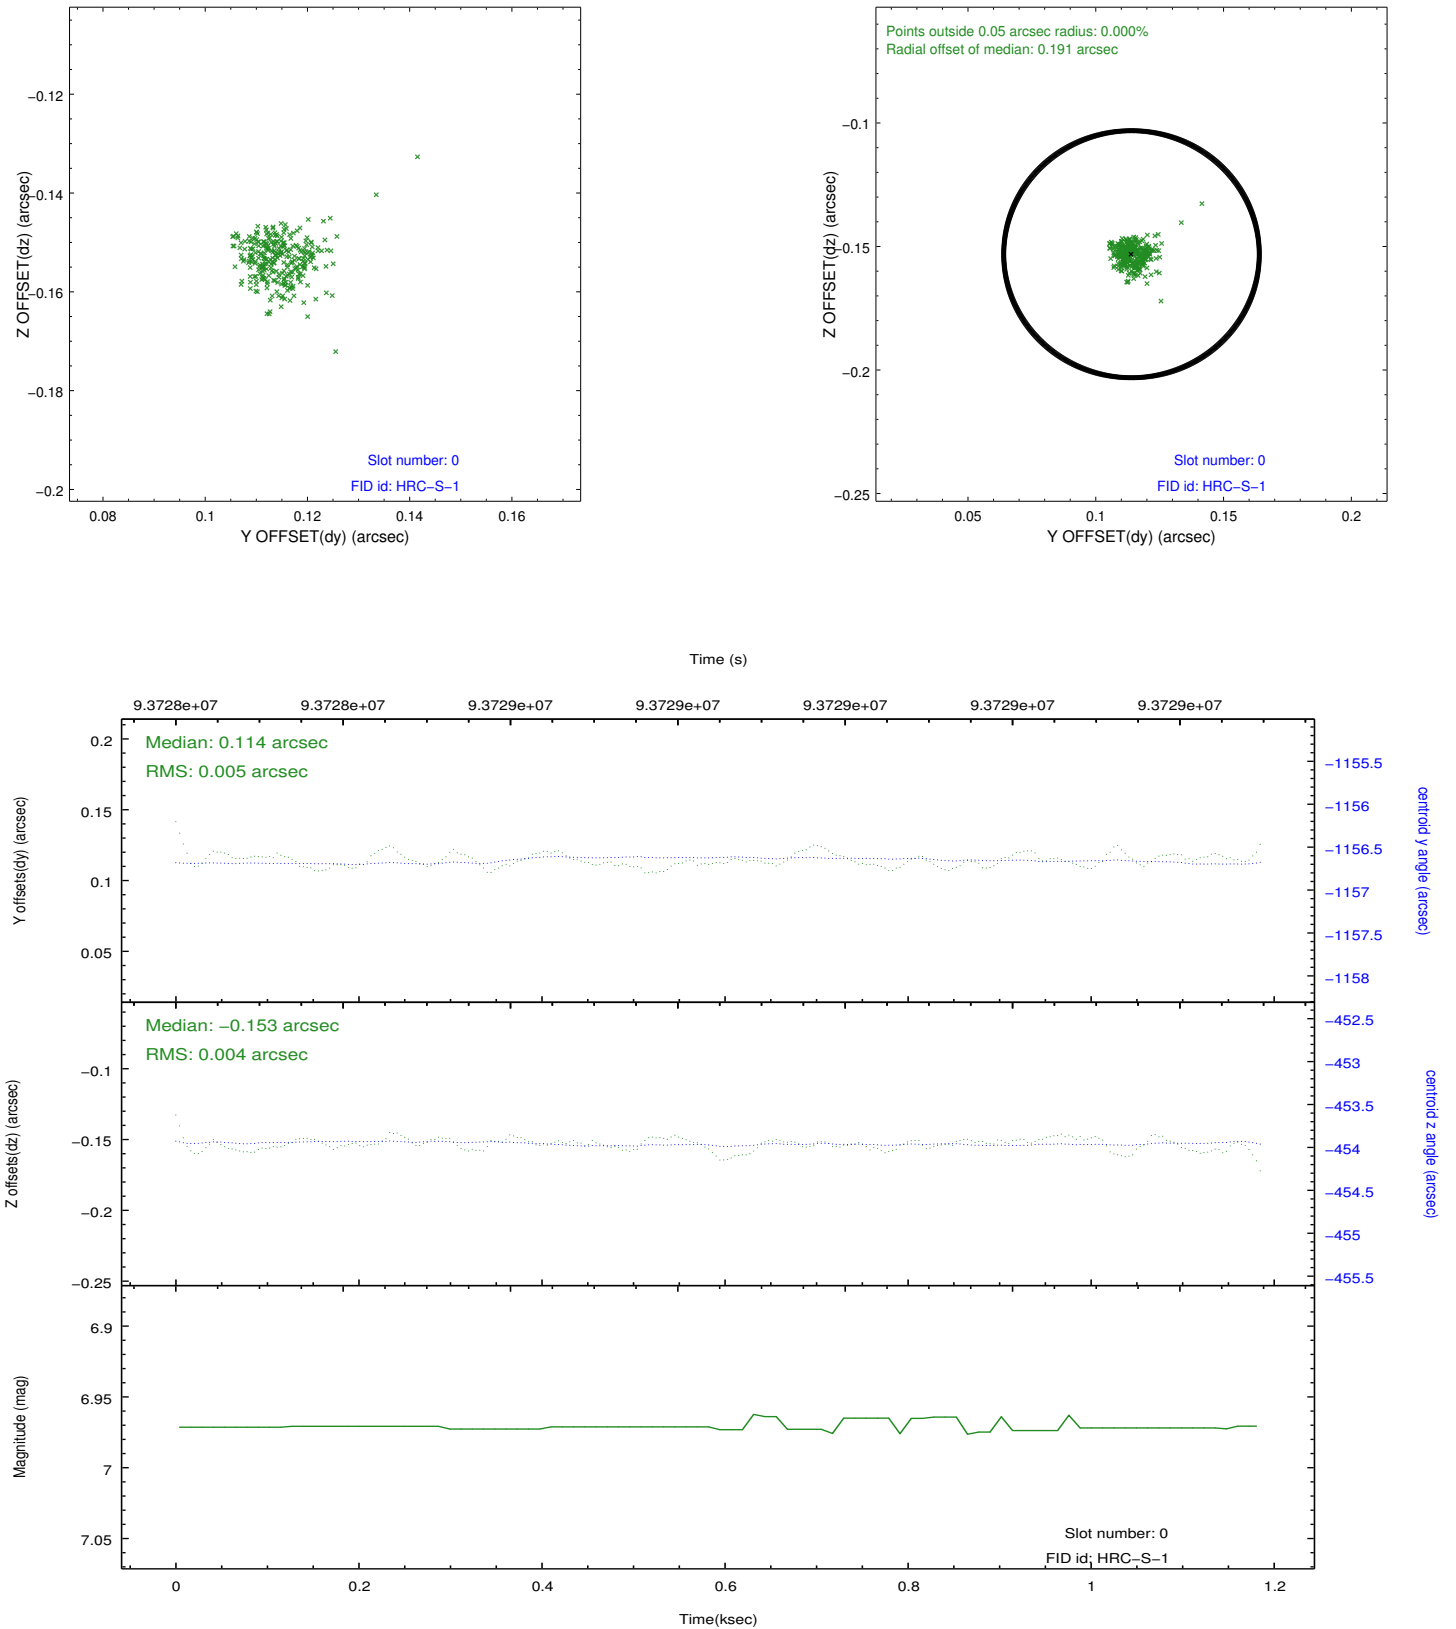 −0.12
−0.14
−0.16
−0.18
−0.2
0.08
0.1
0.12
0.14
0.16
Z OFFSET(dz) (arcsec)
Y OFFSET(dy) (arcsec)
Slot number: 0
FID id: HRC−S−1
Points outside 0.05 arcsec radius: 0.000%
Radial offset of median: 0.191 arcsec
−0.1
−0.15
−0.2
−0.25
0.05
0.1
0.15
0.2
Z OFFSET(dz) (arcsec)
Y OFFSET(dy) (arcsec)
Slot number: 0
FID id: HRC−S−1
Time (s)
9.3728e+07 9.3728e+07 9.3729e+07 9.3729e+07 9.3729e+07 9.3729e+07 9.3729e+07
Median: 0.114 arcsec
RMS: 0.005 arcsec
0.2
0.15
0.1
0.05
Y offsets(dy) (arcsec)
−1155.5
−1156
−1156.5
−1157
−1157.5
−1158
centroid y angle (arcsec)
Median: −0.153 arcsec
RMS: 0.004 arcsec
−0.1
−0.15
−0.2
−0.25
Z offsets(dz) (arcsec)
−452.5
−453
−453.5
−454
−454.5
−455
−455.5
centroid z angle (arcsec)
6.9
6.95
7
7.05
Magnitude (mag)
Slot number: 0
FID id: HRC−S−1
0 0.2 0.4 0.6 0.8 1 1.2
Time(ksec)